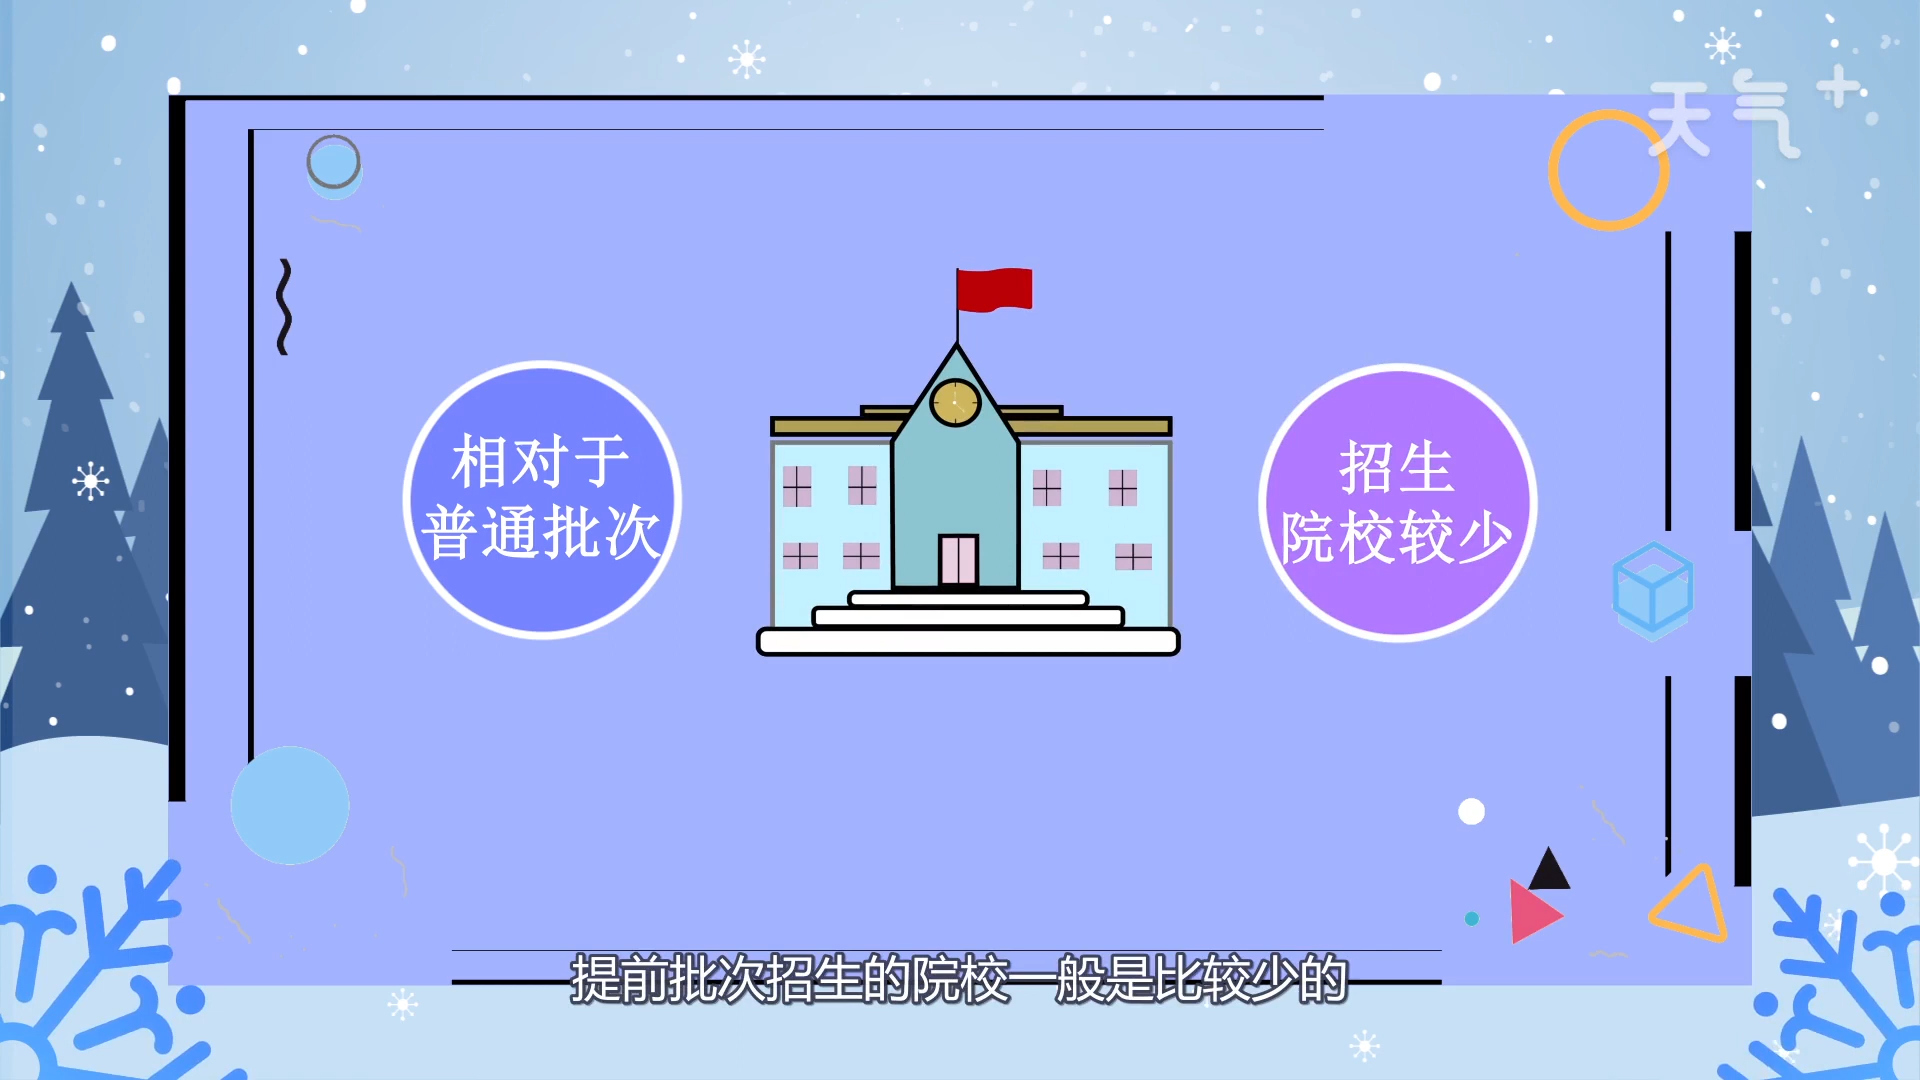 天气+
相对于
普通批次
招生
院校较少
提前批次招生的院校一般是比较少的